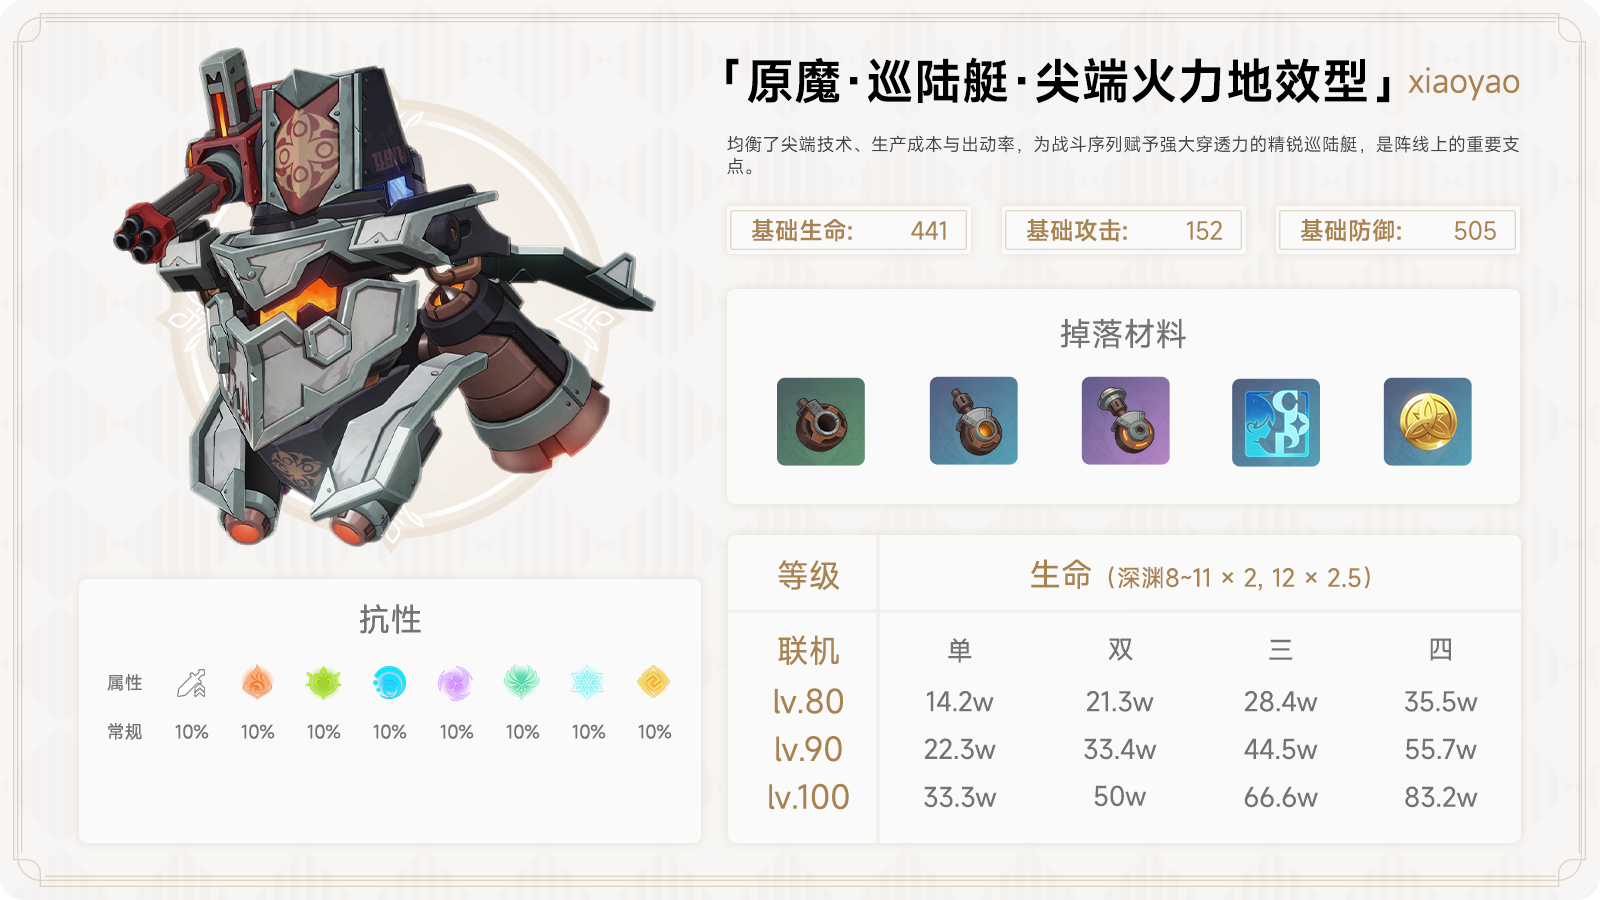 「原魔·巡陆艇·尖端火力地效型」xiaoyao
均衡了尖端技术、生产成本与出动率，为战斗序列赋予强大穿透力的精锐巡陆艇，是阵线上的重要支
点。
基础生命: 441 基础攻击: 152 基础防御: 505
掉落材料
抗性
属性
常规 10% 10% 10% 10% 10% 10% 10% 10%
等级 生命（深渊8~11 × 2, 12 × 2.5）
联机 单 双 三 四
lv.80 14.2w 21.3w 28.4w 35.5w
lv.90 22.3w 33.4w 44.5w 55.7w
lv.100 33.3w 50w 66.6w 83.2w